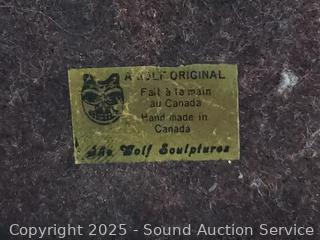 A WOLF ORIGINAL
Fait à la main
au Canada
Hand made in
Canada
The Wolf Sculptures
Copyright 2025 - Sound Auction Service